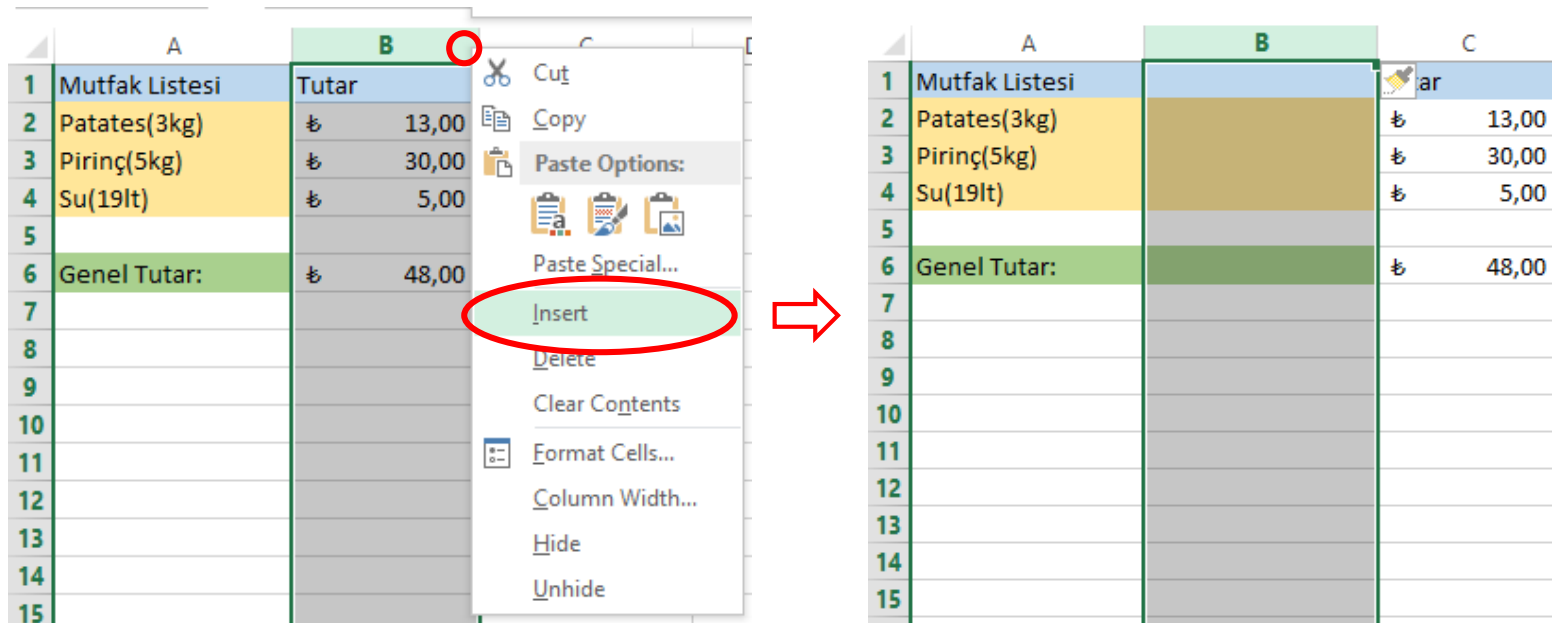 A B C
1 Mutfak Listesi Tutar
2 Patates(3kg) ₺ 13,00
3 Pirinç(5kg) ₺ 30,00
4 Su(19lt) ₺ 5,00
5
6 Genel Tutar: ₺ 48,00
7
8
9
10
11
12
13
14
15
Cut
Copy
Paste Options:
Paste Special...
Insert
Delete
Clear Contents
Format Cells...
Column Width...
Hide
Unhide
A B C
1 Mutfak Listesi ar
2 Patates(3kg) ₺ 13,00
3 Pirinç(5kg) ₺ 30,00
4 Su(19lt) ₺ 5,00
5
6 Genel Tutar: ₺ 48,00
7
8
9
10
11
12
13
14
15